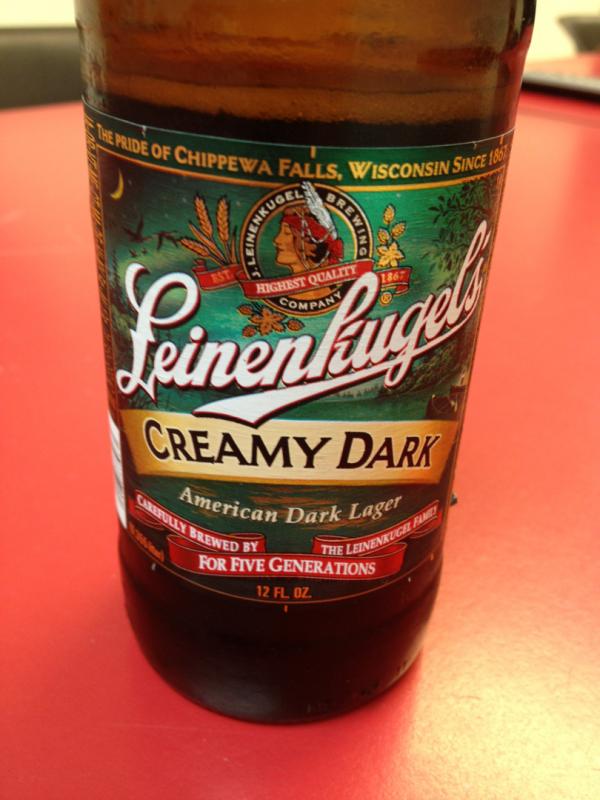 THE PRIDE OF CHIPPEWA FALLS, WISCONSIN SINCE 1867
J. LEINENKUGEL BREWING
EST. HIGHEST QUALITY 1867
COMPANY ®
Leinenkugel's
CREAMY DARK
American Dark Lager
CAREFULLY BREWED BY THE LEINENKUGEL FAMILY
FOR FIVE GENERATIONS
12 FL. OZ.